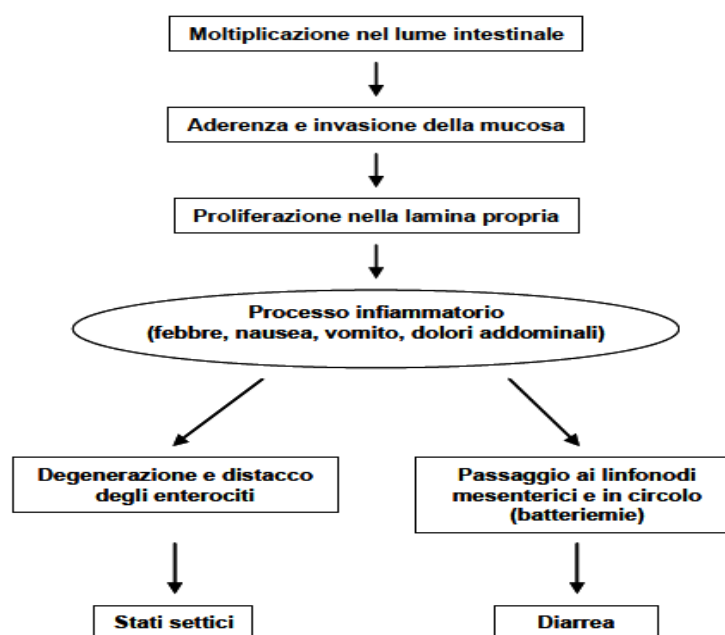 Moltiplicazione nel lume intestinale
Aderenza e invasione della mucosa
Proliferazione nella lamina propria
Processo infiammatorio
(febbre, nausea, vomito, dolori addominali)
Degenerazione e distacco
degli enterociti
Passaggio ai linfonodi
mesenterici e in circolo
(batteriemie)
Stati settici
Diarrea